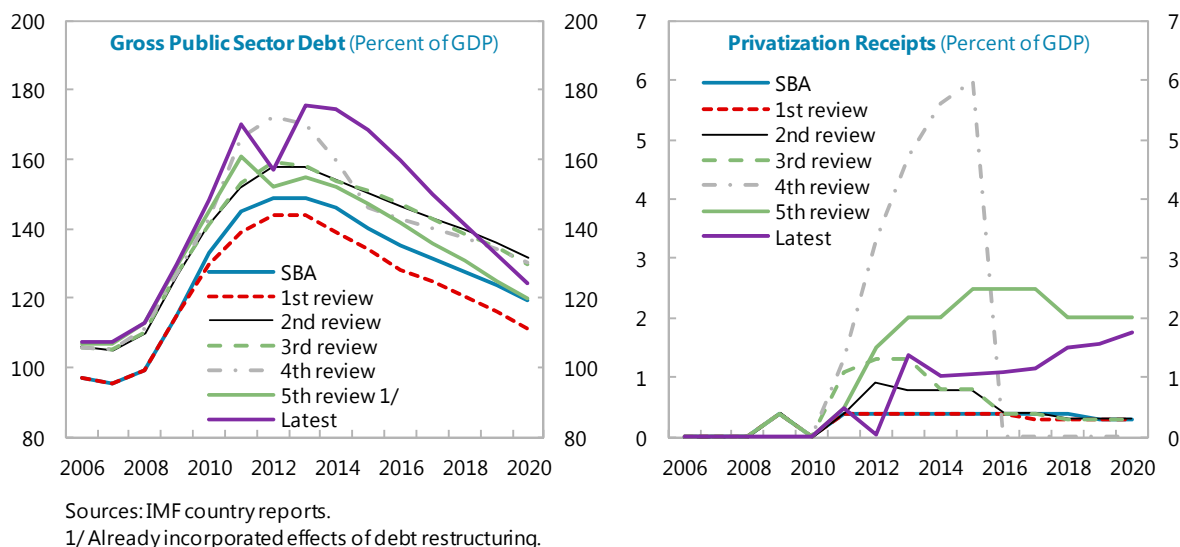 Gross Public Sector Debt (Percent of GDP)
200
180
160
140
120
100
80
200
180
160
140
120
100
80
SBA
1st review
2nd review
3rd review
4th review
5th review 1/
Latest
2006 2008 2010 2012 2014 2016 2018 2020
Privatization Receipts (Percent of GDP)
7
6
5
4
3
2
1
0
7
6
5
4
3
2
1
0
SBA
1st review
2nd review
3rd review
4th review
5th review
Latest
2006 2008 2010 2012 2014 2016 2018 2020
Sources: IMF country reports.
1/ Already incorporated effects of debt restructuring.